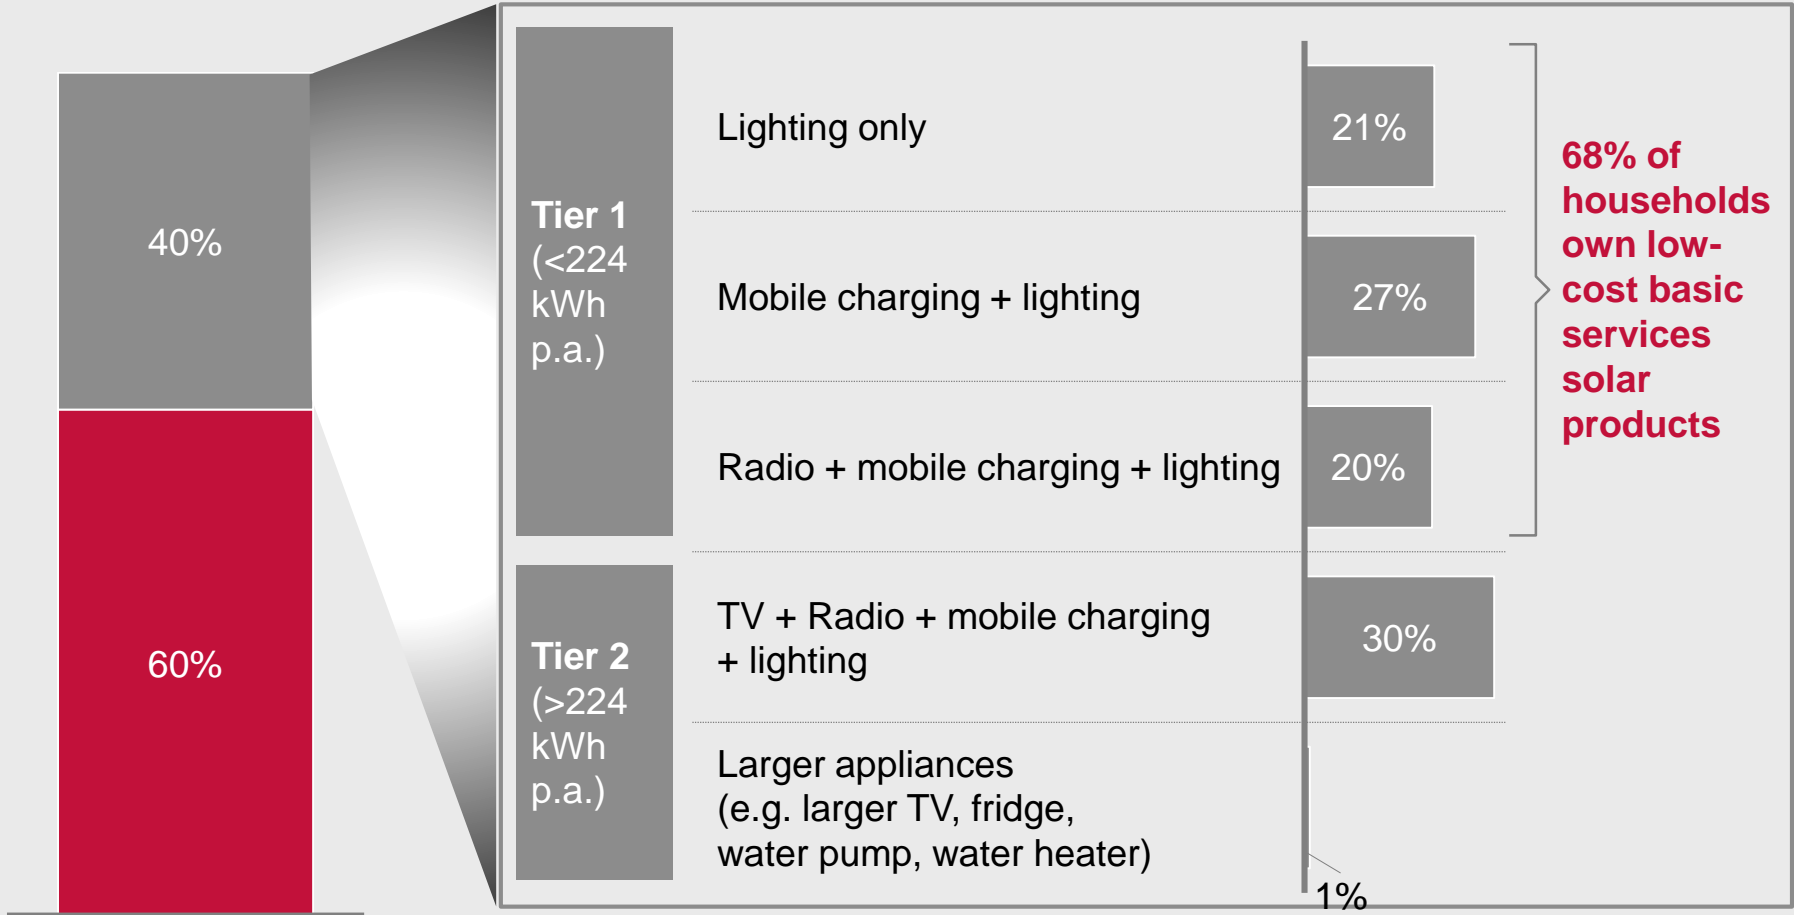 40%
60%
Tier 1
(<224
kWh
p.a.)
Lighting only
21%
Mobile charging + lighting
27%
Radio + mobile charging + lighting
20%
68% of
households
own low-
cost basic
services
solar
products
Tier 2
(>224
kWh
p.a.)
TV + Radio + mobile charging
+ lighting
30%
Larger appliances
(e.g. larger TV, fridge,
water pump, water heater)
1%